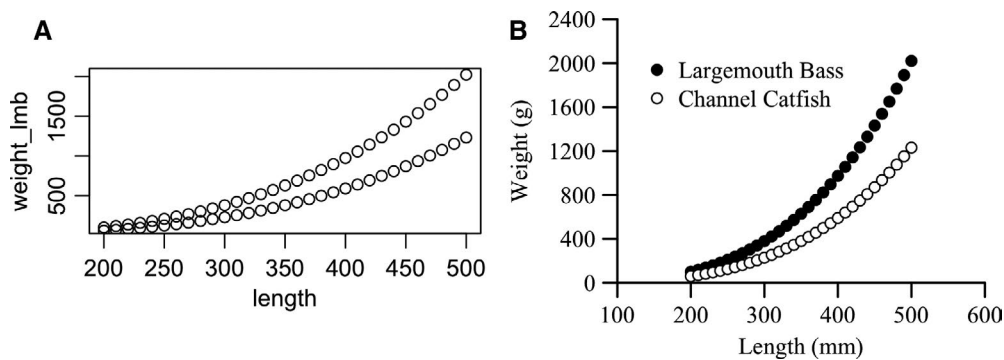 A
weight_lmb
1500
500
200 250 300 350 400 450 500
length
B
Weight (g)
2400
2000
1600
1200
800
400
0
Largemouth Bass
Channel Catfish
100 200 300 400 500 600
Length (mm)